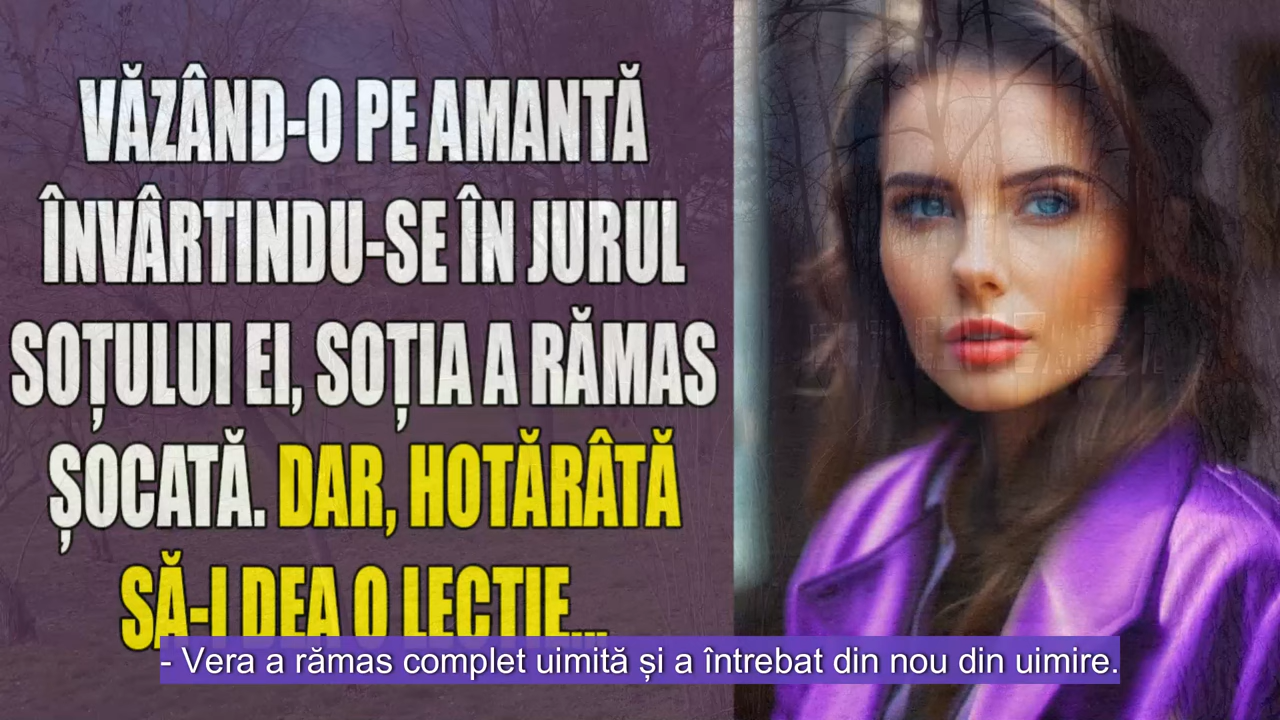 VĂZÂND-O PE AMANTĂ
ÎNVÂRTINDU-SE ÎN JURUL
SOȚULUI EI, SOȚIA A RĂMAS
ȘOCATĂ. DAR, HOTĂRÂTĂ
SĂ-I DEA O LECȚIE...
- Vera a rămas complet uimită și a întrebat din nou din uimire.